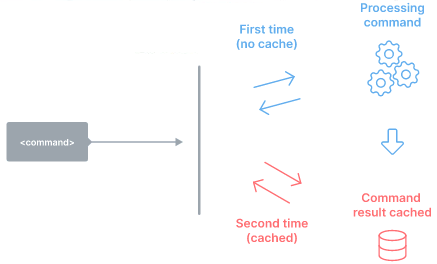 Processing
command
First time
(no cache)
<command>
Command
result cached
Second time
(cached)